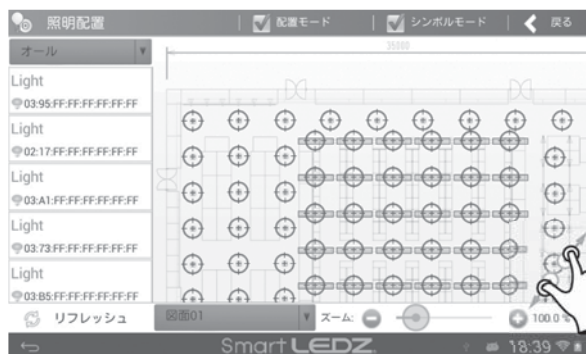 照明配置
配置モード
シンボルモード
戻る
オール
35000
Light
03:95:FF:FF:FF:FF:FF:FF
Light
02:17:FF:FF:FF:FF:FF:FF
Light
03:A1:FF:FF:FF:FF:FF:FF
Light
03:73:FF:FF:FF:FF:FF:FF
Light
03:B5:FF:FF:FF:FF:FF:FF
リフレッシュ
図面01
ズーム:
100.0 %
Smart LEDZ
18:39